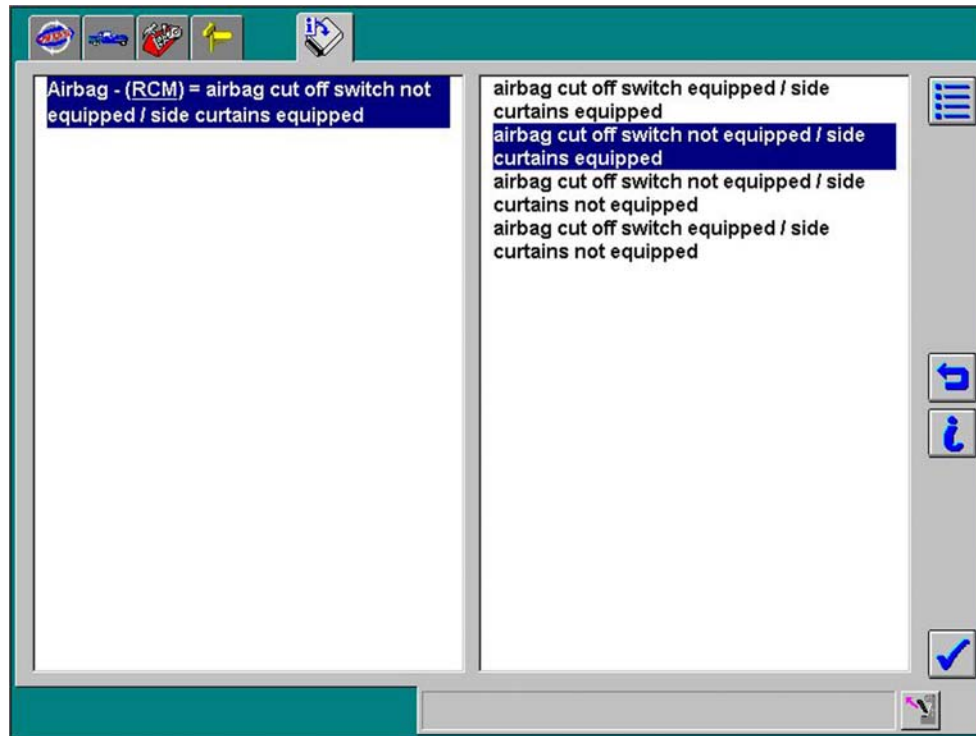 Airbag - (RCM) = airbag cut off switch not
equipped / side curtains equipped
airbag cut off switch equipped / side
curtains equipped
airbag cut off switch not equipped / side
curtains equipped
airbag cut off switch not equipped / side
curtains not equipped
airbag cut off switch equipped / side
curtains not equipped